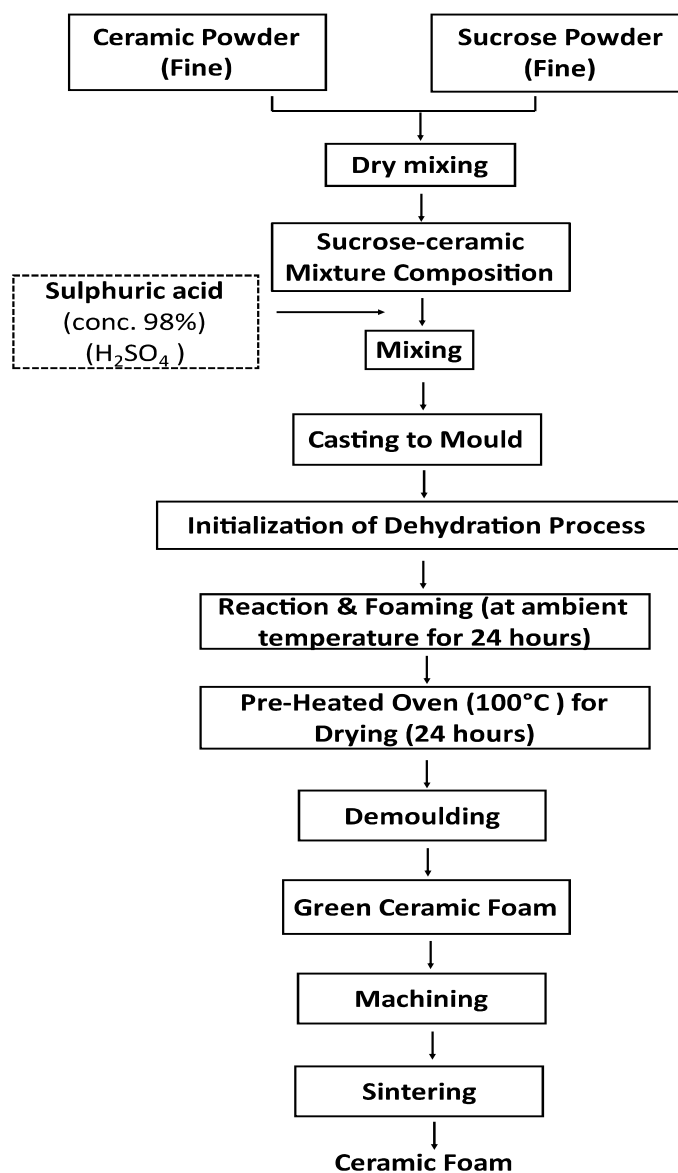 Ceramic Powder
(Fine)
Sucrose Powder
(Fine)
Dry mixing
Sucrose-ceramic
Mixture Composition
Sulphuric acid
(conc. 98%)
(H₂SO₄ )
Mixing
Casting to Mould
Initialization of Dehydration Process
Reaction & Foaming (at ambient
temperature for 24 hours)
Pre-Heated Oven (100°C ) for
Drying (24 hours)
Demoulding
Green Ceramic Foam
Machining
Sintering
Ceramic Foam